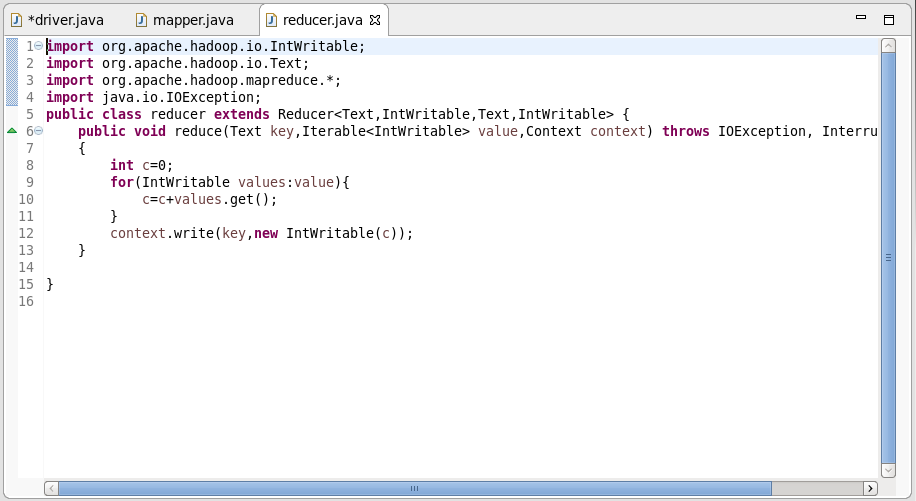 *driver.java mapper.java reducer.java
1 import org.apache.hadoop.io.IntWritable;
2 import org.apache.hadoop.io.Text;
3 import org.apache.hadoop.mapreduce.*;
4 import java.io.IOException;
5 public class reducer extends Reducer<Text,IntWritable,Text,IntWritable> {
6     public void reduce(Text key,Iterable<IntWritable> value,Context context) throws IOException, Interru
7     {
8         int c=0;
9         for(IntWritable values:value){
10             c=c+values.get();
11         }
12         context.write(key,new IntWritable(c));
13     }
14
15 }
16